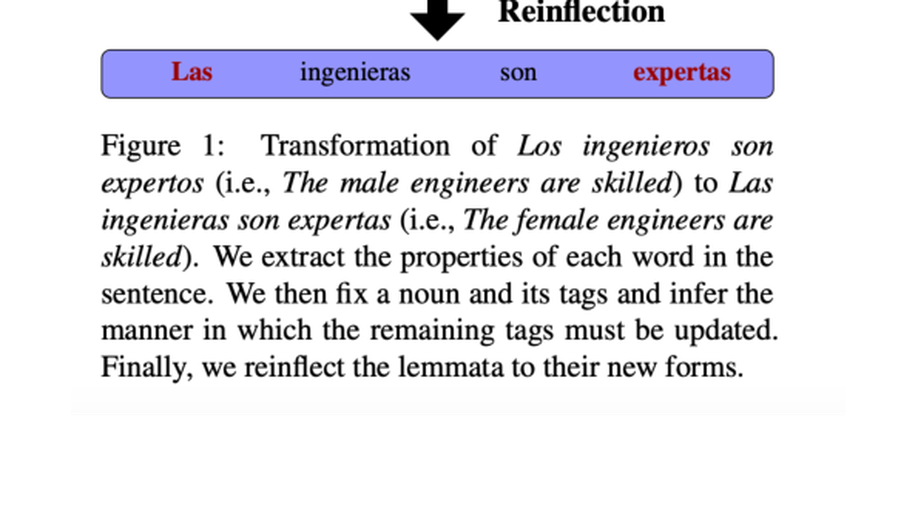 Reinflection
Las ingenieras son expertas
Figure 1: Transformation of Los ingenieros son
expertos (i.e., The male engineers are skilled) to Las
ingenieras son expertas (i.e., The female engineers are
skilled). We extract the properties of each word in the
sentence. We then fix a noun and its tags and infer the
manner in which the remaining tags must be updated.
Finally, we reinflect the lemmata to their new forms.